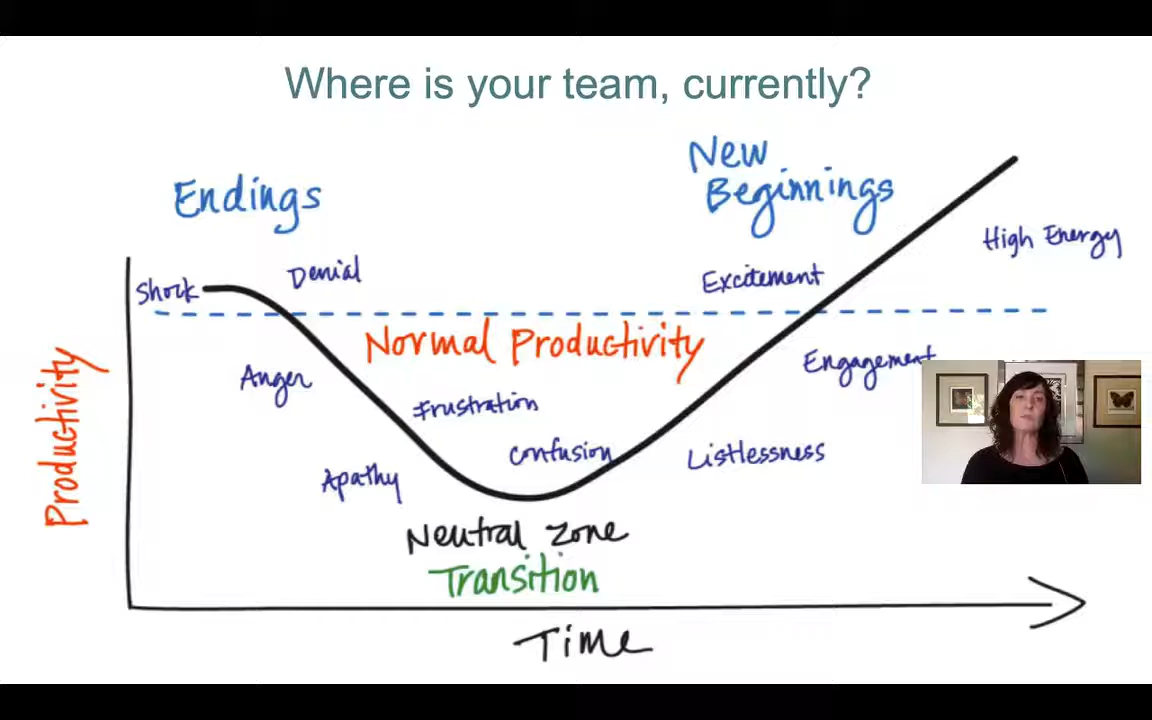 Where is your team, currently?
New
Beginnings
Endings
High Energy
Denial
Excitement
Shock
Normal Productivity
Engagement
Anger
Frustration
Confusion
Listlessness
Apathy
Productivity
Neutral Zone
Transition
Time